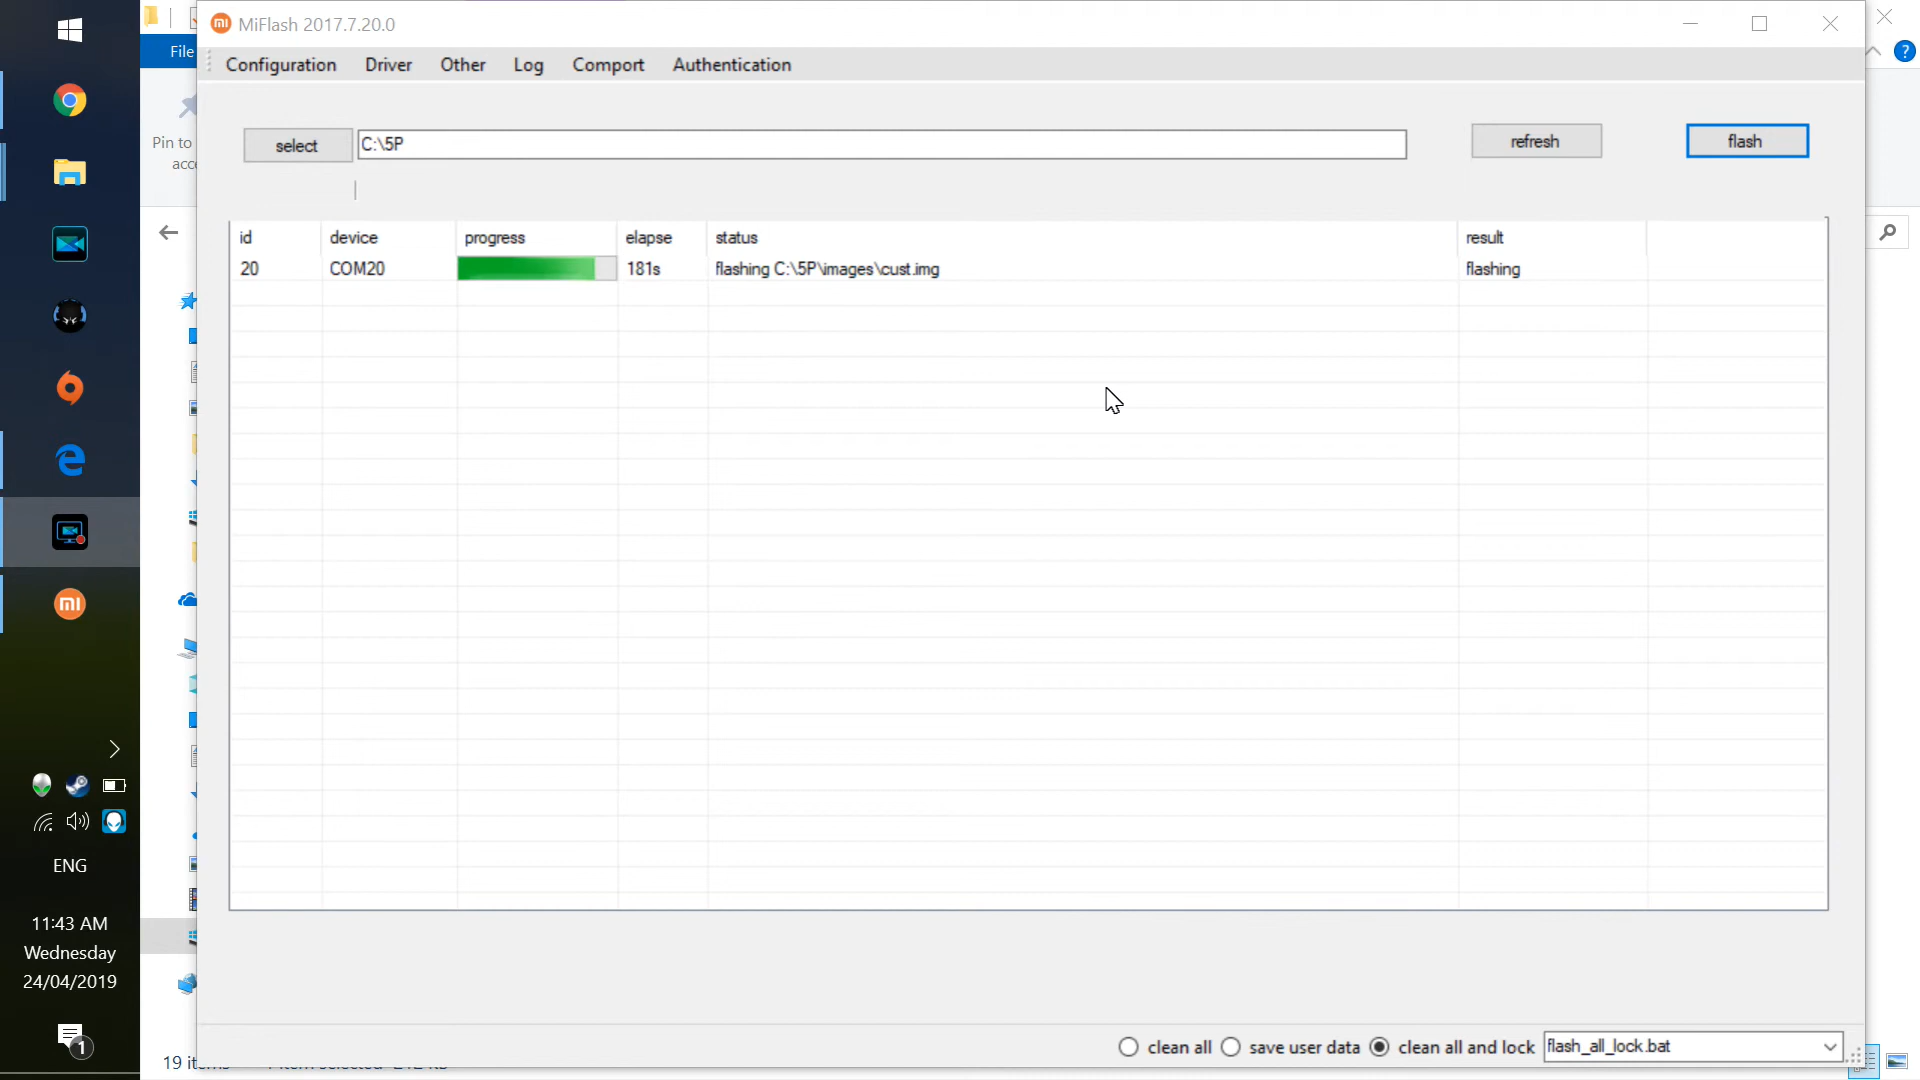 MiFlash 2017.7.20.0
File
Configuration Driver Other Log Comport Authentication
Pin to
select C:\5P refresh flash
id device progress elapse status result
20 COM20 181s flashing C:\5P\images\cust.img flashing
ENG
11:43 AM
Wednesday
24/04/2019
1
19
clean all save user data clean all and lock flash_all_lock.bat